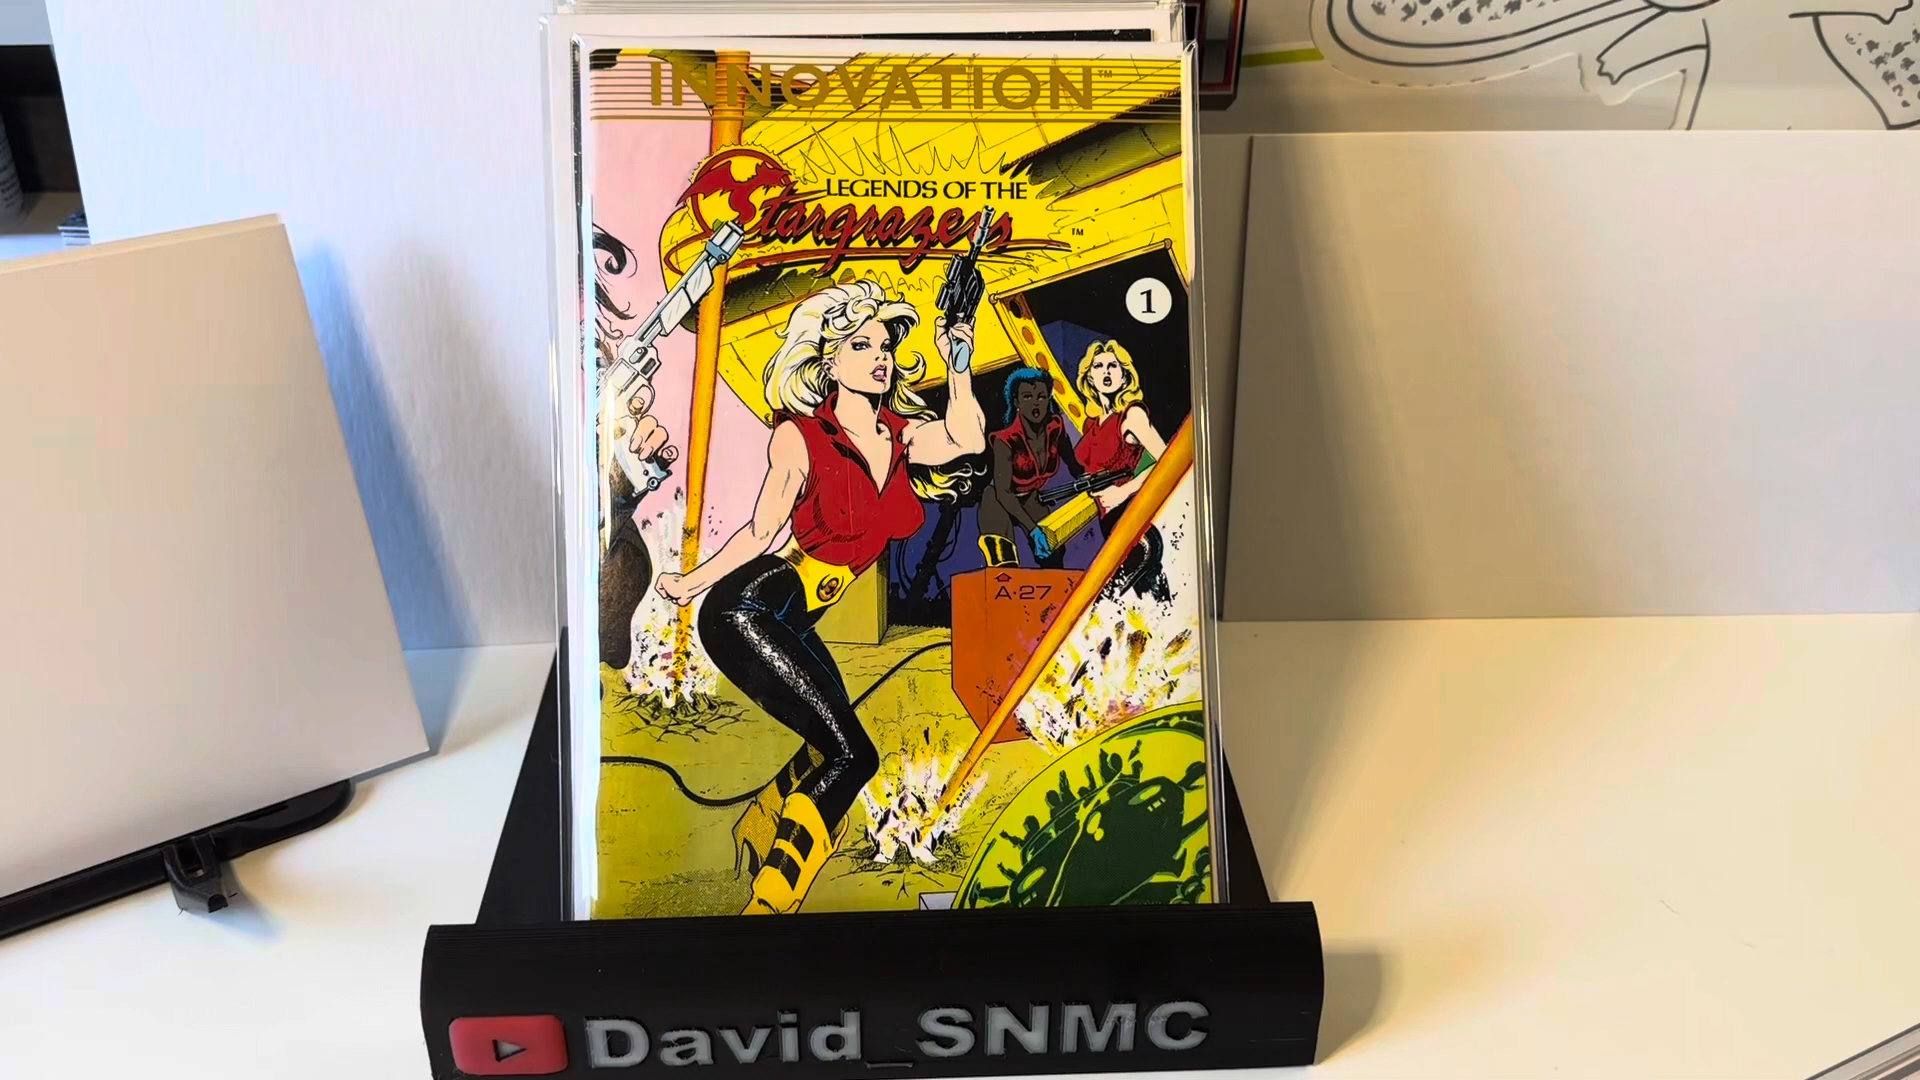 INNOVATION™
LEGENDS OF THE
Stargrazers™
1
A·27
David_SNMC